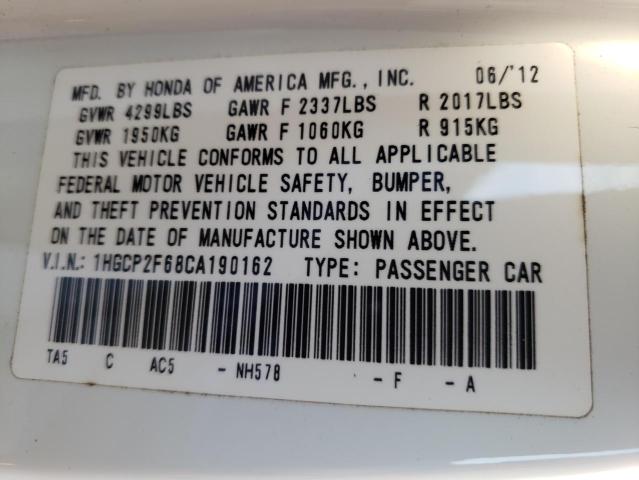 MFD. BY HONDA OF AMERICA MFG., INC. 06/'12
GVWR 4299LBS GAWR F 2337LBS R 2017LBS
GVWR 1950KG GAWR F 1060KG R 915KG
THIS VEHICLE CONFORMS TO ALL APPLICABLE
FEDERAL MOTOR VEHICLE SAFETY, BUMPER,
AND THEFT PREVENTION STANDARDS IN EFFECT
ON THE DATE OF MANUFACTURE SHOWN ABOVE.
V.I.N.: 1HGCP2F68CA190162 TYPE: PASSENGER CAR
TA5 C AC5 - NH578 - F - A